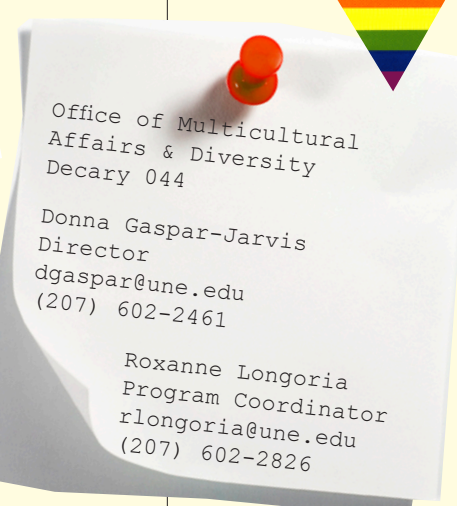 Office of Multicultural
Affairs & Diversity
Decary 044
Donna Gaspar-Jarvis
Director
dgaspar@une.edu
(207) 602-2461
Roxanne Longoria
Program Coordinator
rlongoria@une.edu
(207) 602-2826